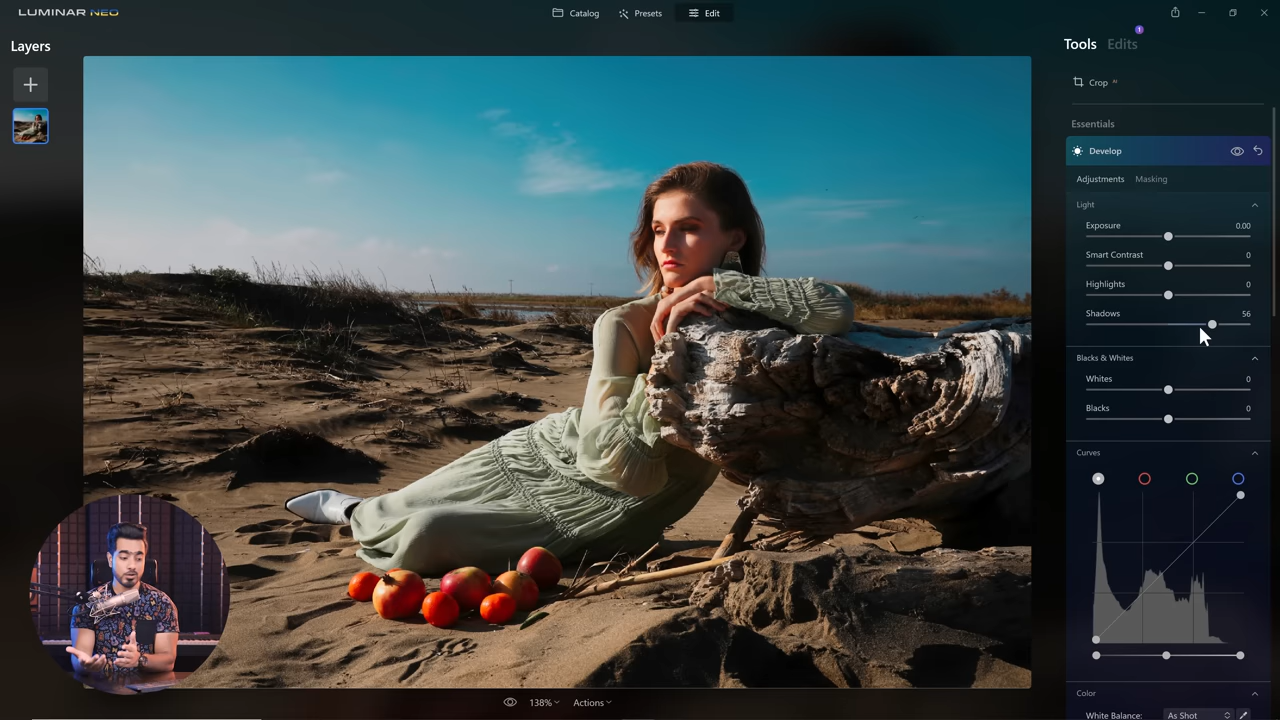 LUMINAR NEO
Catalog
Presets
Edit
Layers
Tools
Edits
1
Crop AI
Essentials
Develop
Adjustments
Masking
Light
Exposure 0.00
Smart Contrast 0
Highlights 0
Shadows 56
Blacks & Whites
Whites 0
Blacks 0
Curves
Color
White Balance: As Shot
138%
Actions